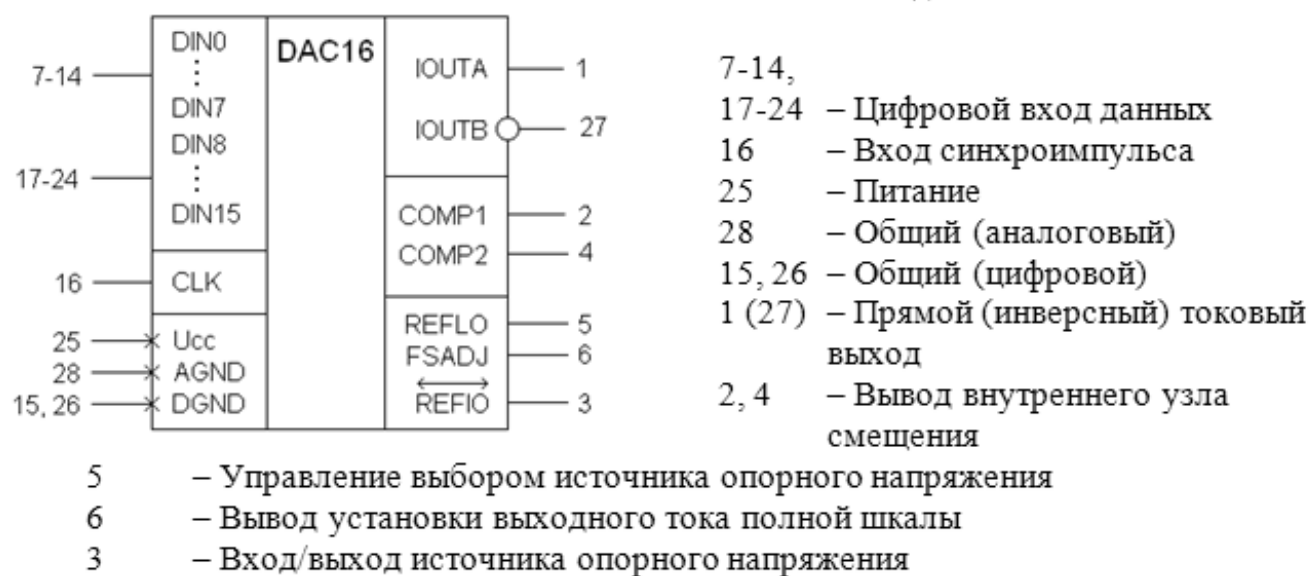 DIN0
DAC16
7-14
⋮
IOUTA
1
DIN7
IOUTB
27
DIN8
17-24
⋮
DIN15
COMP1
2
COMP2
4
16
CLK
REFLO
5
25
Ucc
FSADJ
6
28
AGND
15, 26
DGND
REFIO
3
7-14,
17-24 – Цифровой вход данных
16 – Вход синхроимпульса
25 – Питание
28 – Общий (аналоговый)
15, 26 – Общий (цифровой)
1 (27) – Прямой (инверсный) токовый
выход
2, 4 – Вывод внутреннего узла
смещения
5 – Управление выбором источника опорного напряжения
6 – Вывод установки выходного тока полной шкалы
3 – Вход/выход источника опорного напряжения